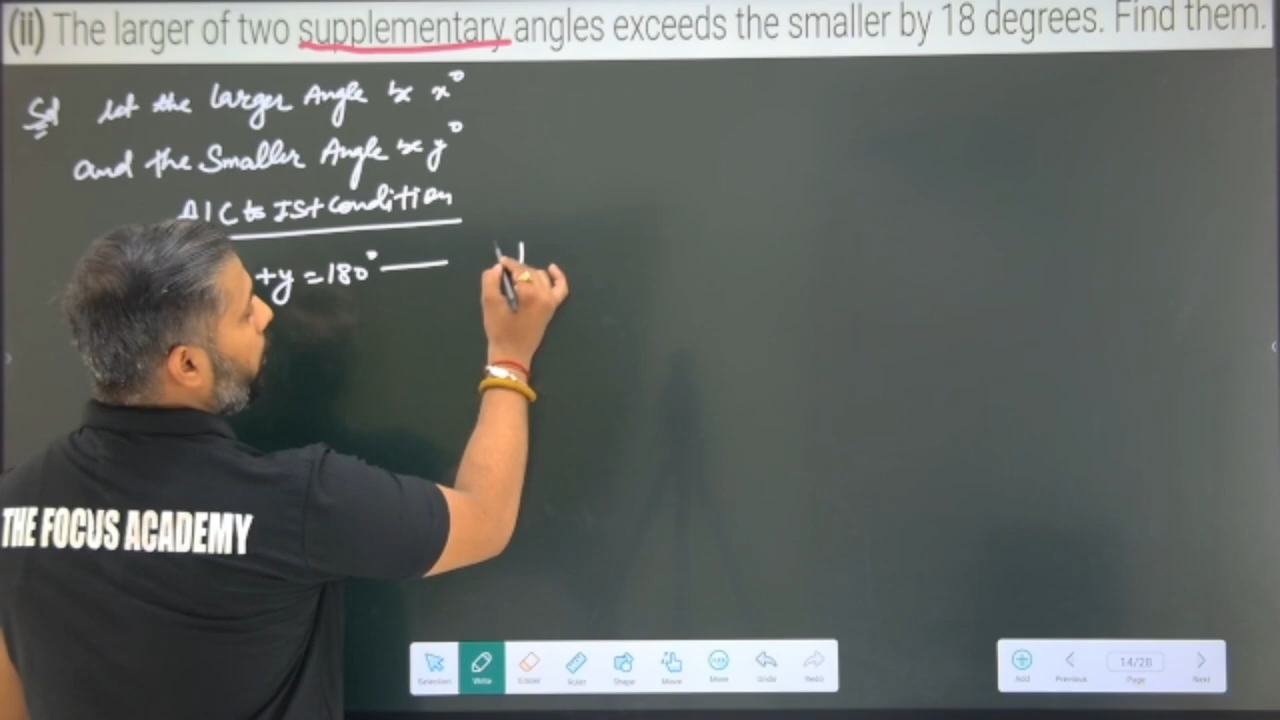 (ii) The larger of two supplementary angles exceeds the smaller by 18 degrees. Find them.
Sol let the larger Angle be x°
and the Smaller Angle be y°
A/C to Ist condition
+y = 180°
THE FOCUS ACADEMY
Selection Write Eraser Ruler Shape Move More Undo Redo
Add Previous 14/28 Page Next